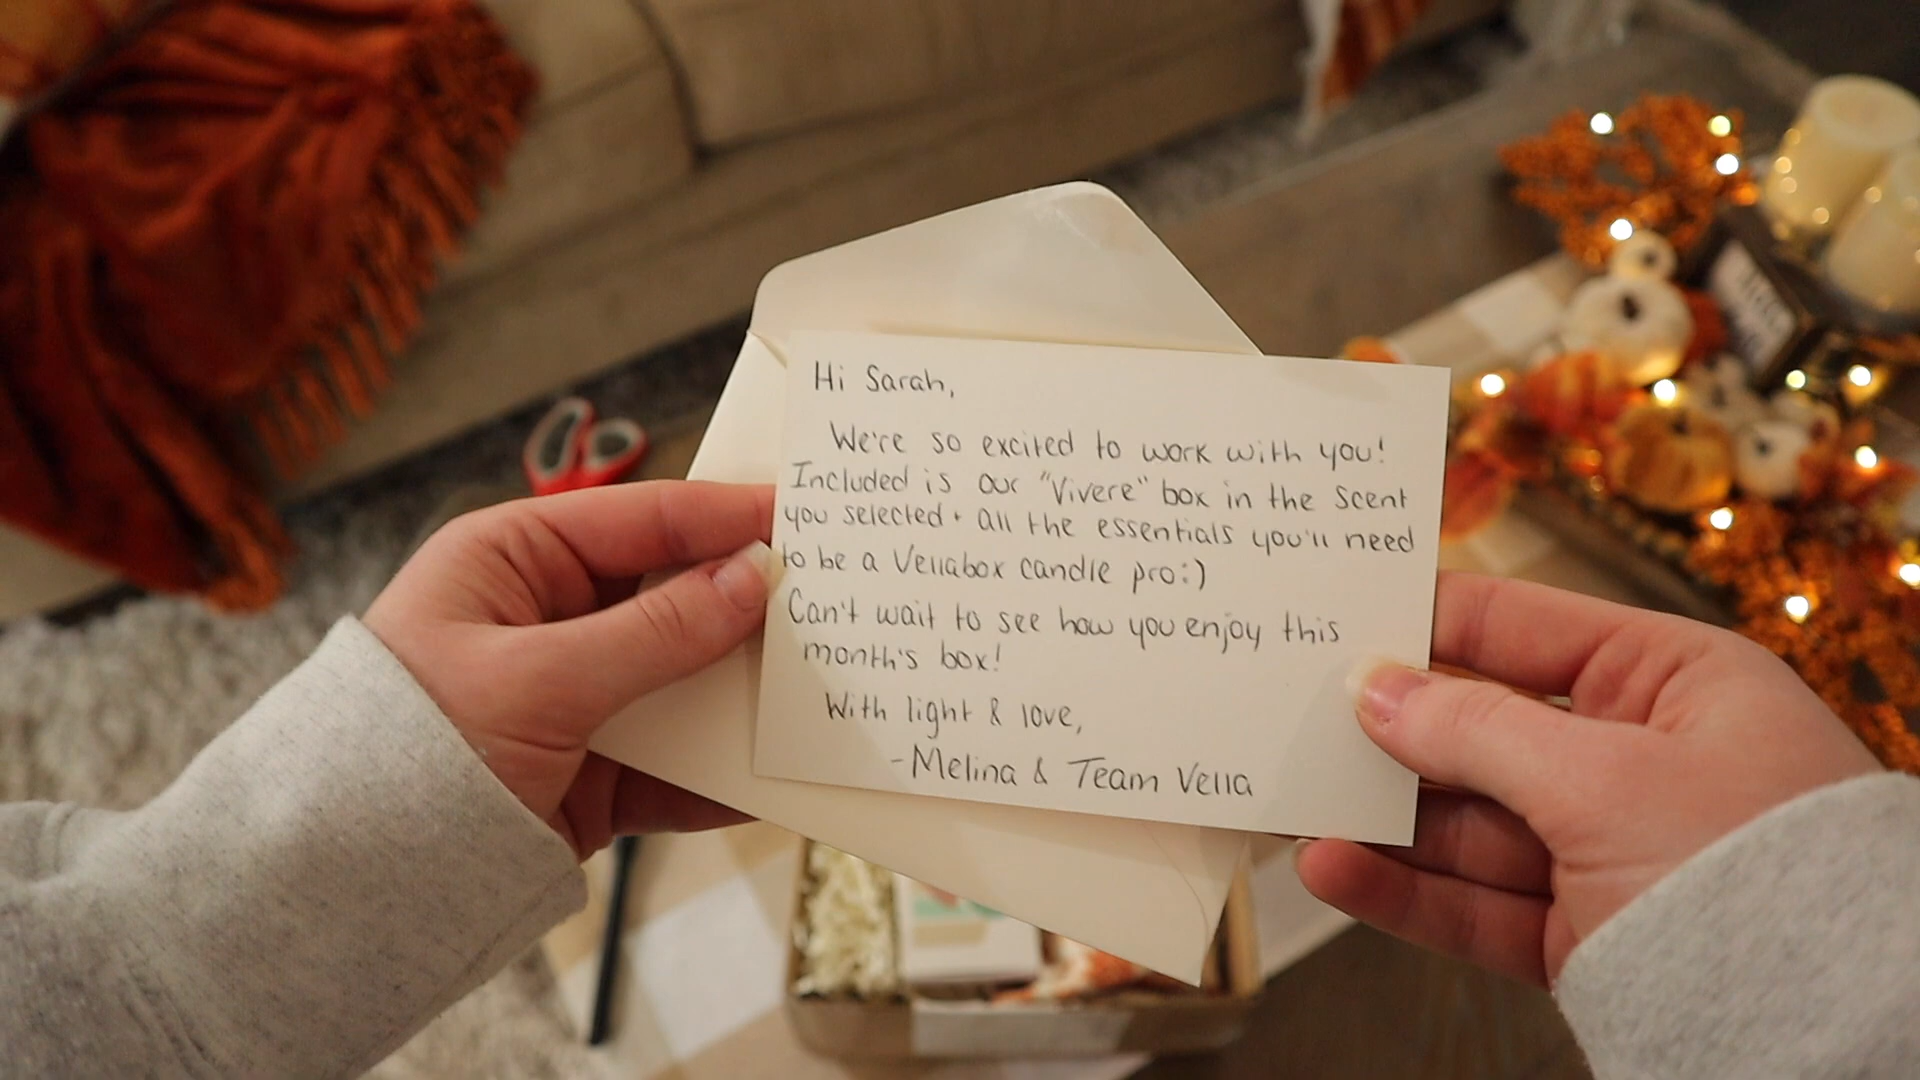 Hi Sarah,
We're so excited to work with you!
Included is our "Vivere" box in the scent
you selected + all the essentials you'll need
to be a Vellabox candle pro:)
Can't wait to see how you enjoy this
month's box!
With light & love,
-Melina & Team Vella